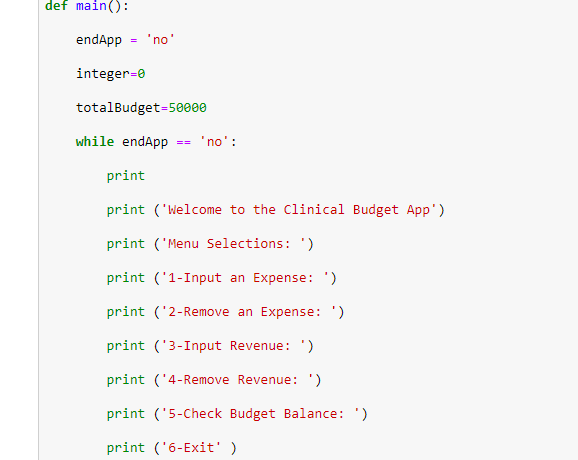 def main():
endApp = 'no'
integer=0
totalBudget=50000
while endApp == 'no':
print
print ('Welcome to the Clinical Budget App')
print ('Menu Selections: ')
print ('1-Input an Expense: ')
print ('2-Remove an Expense: ')
print ('3-Input Revenue: ')
print ('4-Remove Revenue: ')
print ('5-Check Budget Balance: ')
print ('6-Exit' )